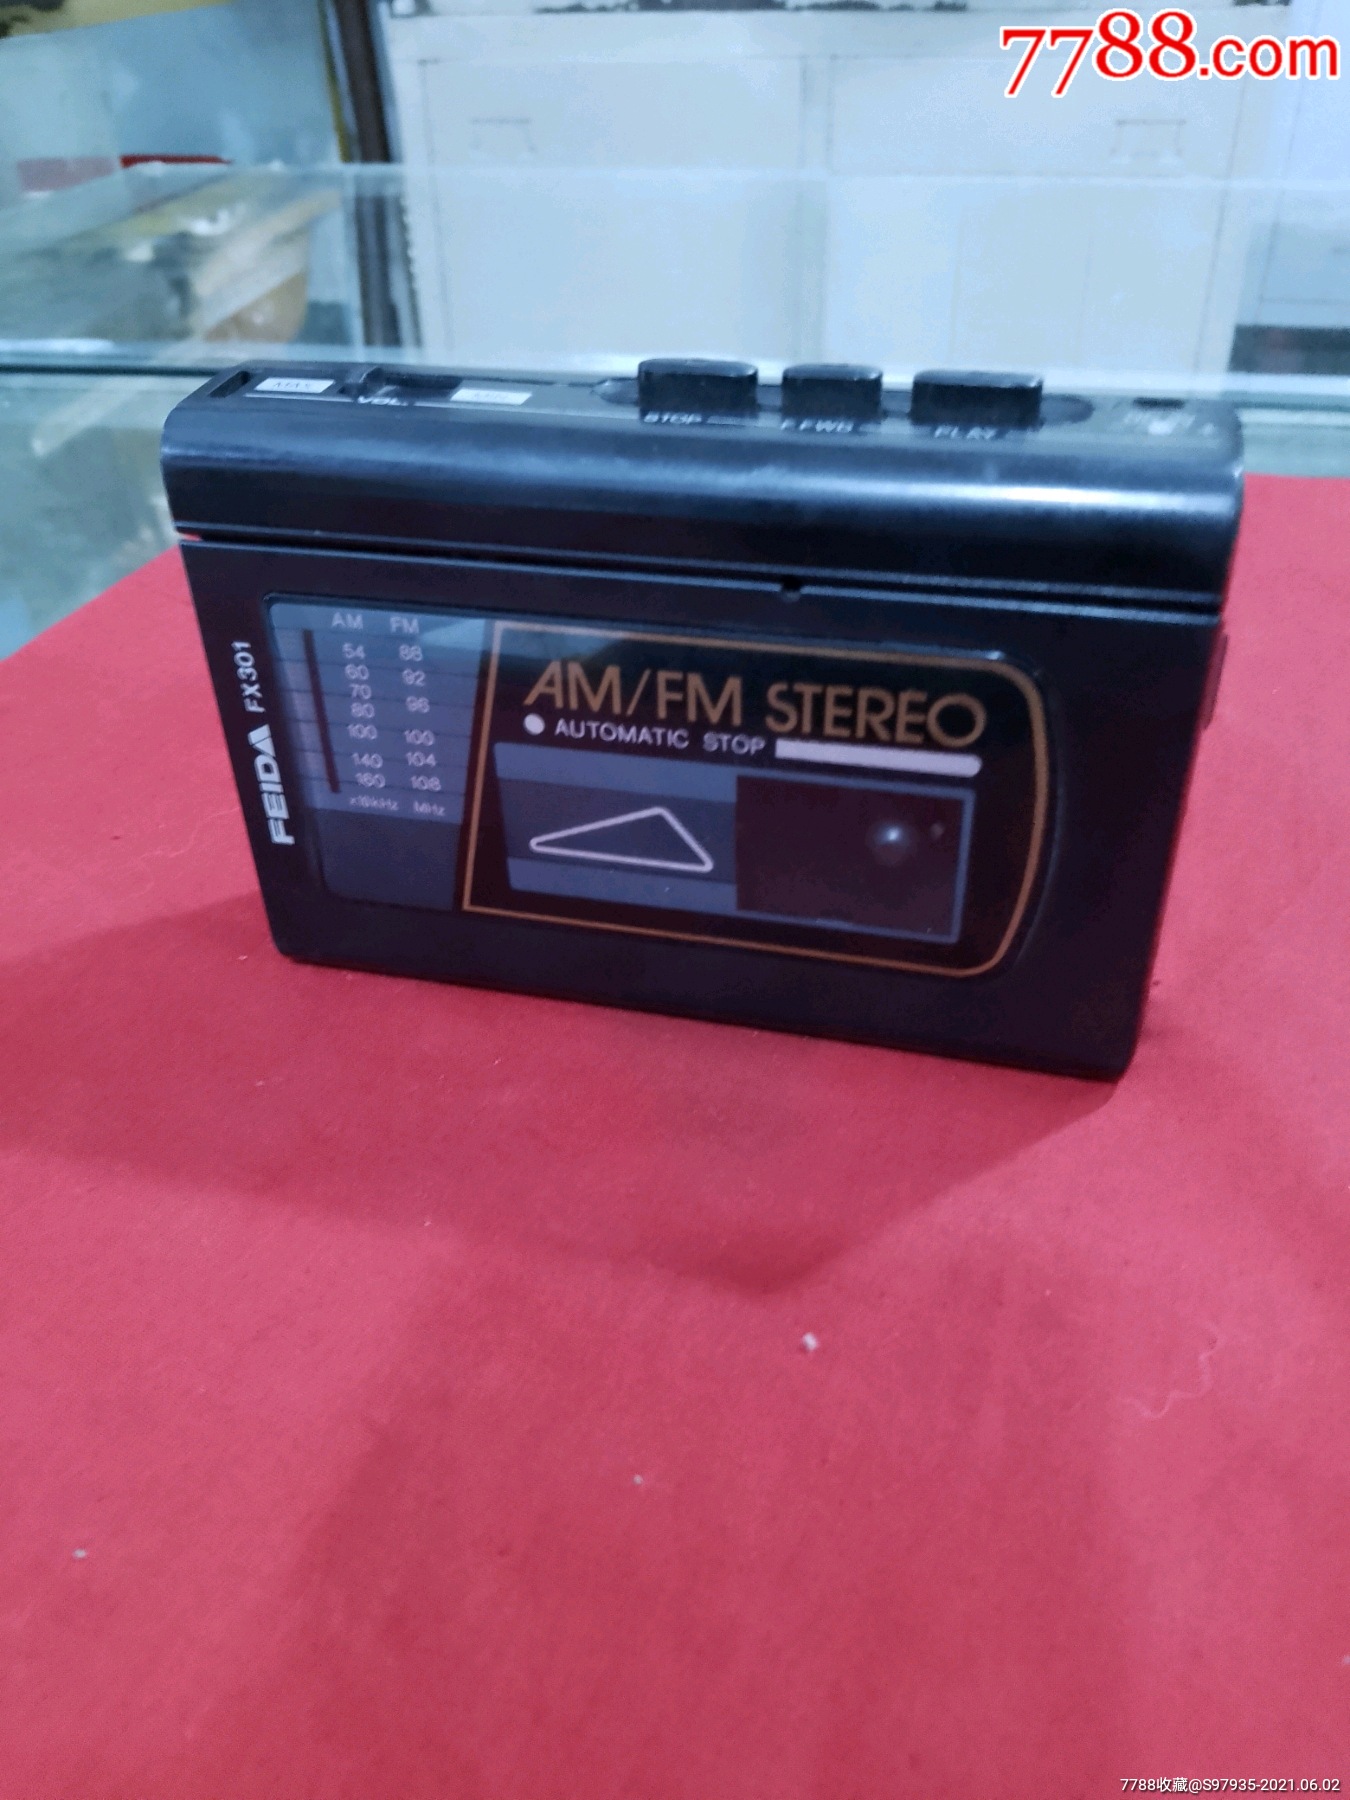 7788.com
VOL.
STOP
F.FWD
PLAY
FEIDA FX301
AM FM
54 88
60 92
70 96
80
100 100
140 104
160 108
x10kHz MHz
AM/FM STEREO
AUTOMATIC STOP
7788收藏@S97935-2021.06.02